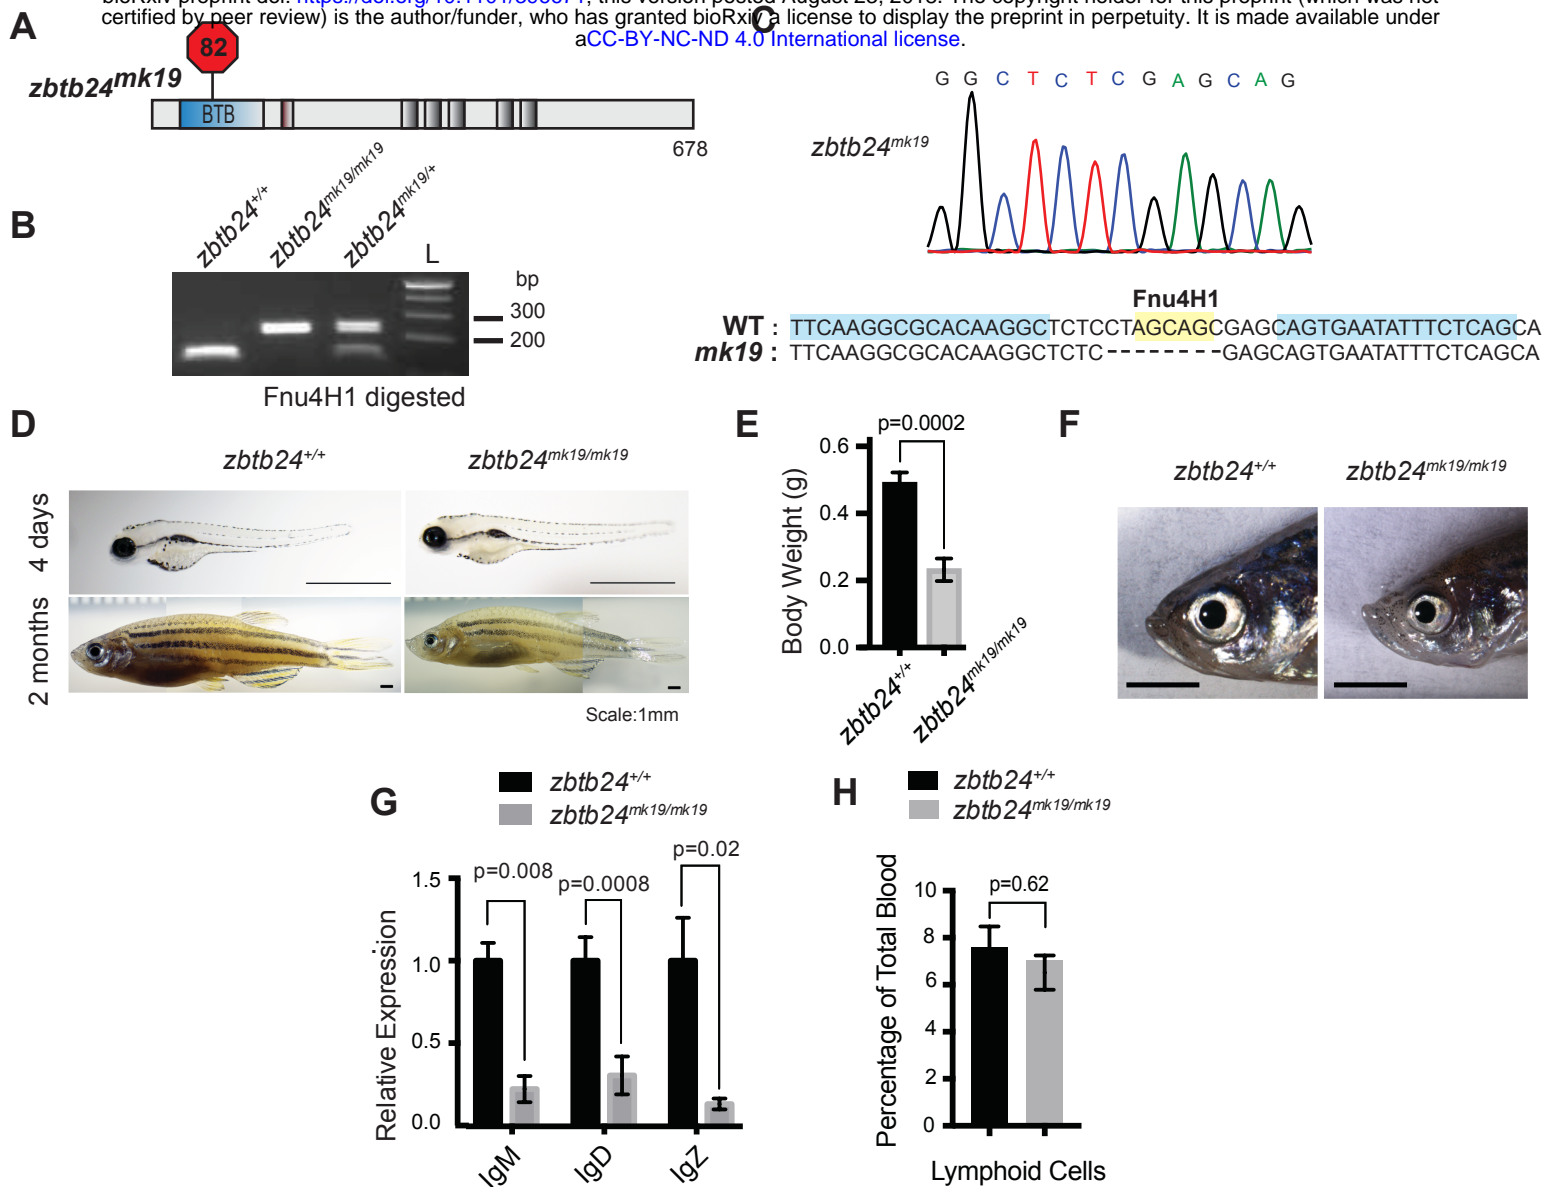 certified by peer review) is the author/funder, who has granted bioRxiv a license to display the preprint in perpetuity. It is made available under
aCC-BY-NC-ND 4.0 International license.
A
82
zbtb24mk19
BTB
678
B
zbtb24+/+
zbtb24mk19/mk19
zbtb24mk19/+
L
bp
300
200
Fnu4H1 digested
C
G G C T C T C G A G C A G
zbtb24mk19
Fnu4H1
WT : TTCAAGGCGCACAAGGCTCTCCTAGCAGCGAGCAGTGAATATTTCTCAGCA
mk19 : TTCAAGGCGCACAAGGCTCTC--------GAGCAGTGAATATTTCTCAGCA
D
zbtb24+/+ zbtb24mk19/mk19
4 days
2 months
Scale:1mm
E
p=0.0002
Body Weight (g)
0.6
0.4
0.2
0.0
zbtb24+/+
zbtb24mk19/mk19
F
zbtb24+/+ zbtb24mk19/mk19
G
zbtb24+/+
zbtb24mk19/mk19
p=0.008
p=0.0008
p=0.02
Relative Expression
1.5
1.0
0.5
0.0
IgM
IgD
IgZ
H
zbtb24+/+
zbtb24mk19/mk19
p=0.62
Percentage of Total Blood
10
8
6
4
2
0
Lymphoid Cells